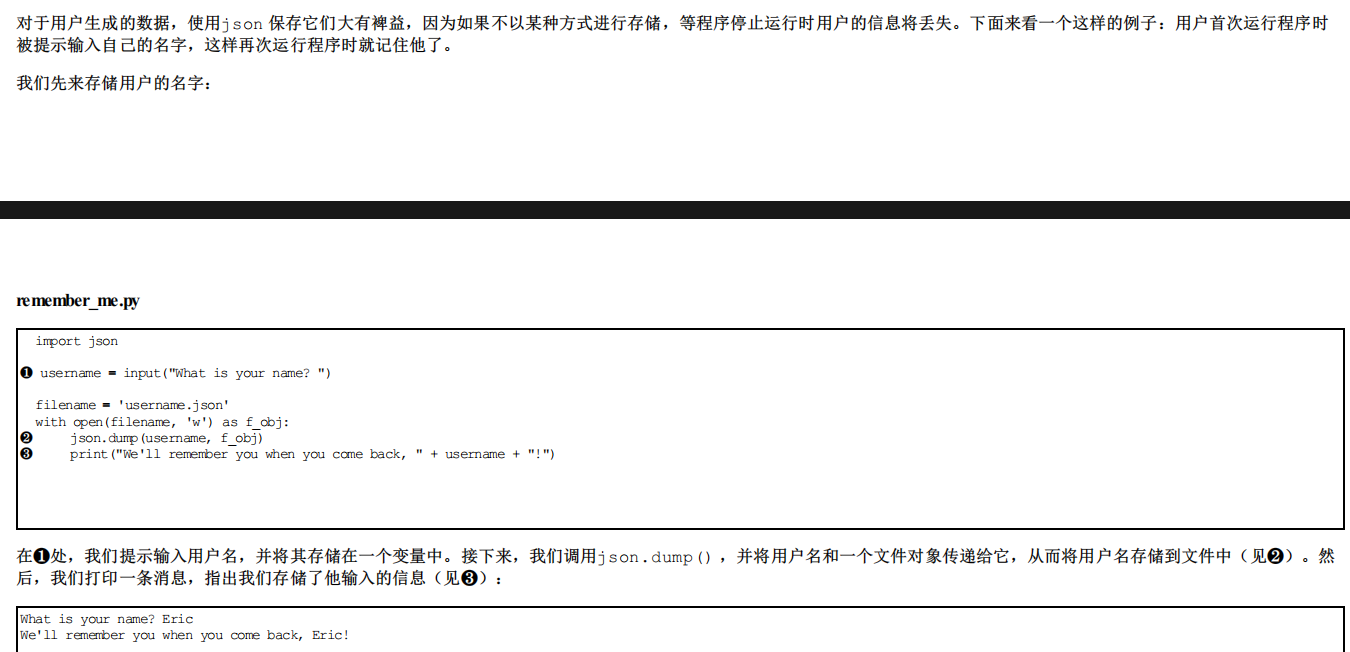 对于用户生成的数据，使用json 保存它们大有裨益，因为如果不以某种方式进行存储，等程序停止运行时用户的信息将丢失。下面来看一个这样的例子：用户首次运行程序时
被提示输入自己的名字，这样再次运行程序时就记住他了。
我们先来存储用户的名字：
remember_me.py
import json
❶ username = input("What is your name? ")
filename = 'username.json'
with open(filename, 'w') as f_obj:
❷     json.dump(username, f_obj)
❸     print("We'll remember you when you come back, " + username + "!")
在❶处，我们提示输入用户名，并将其存储在一个变量中。接下来，我们调用json.dump() ，并将用户名和一个文件对象传递给它，从而将用户名存储到文件中（见❷）。然
后，我们打印一条消息，指出我们存储了他输入的信息（见❸）：
What is your name? Eric
We'll remember you when you come back, Eric!